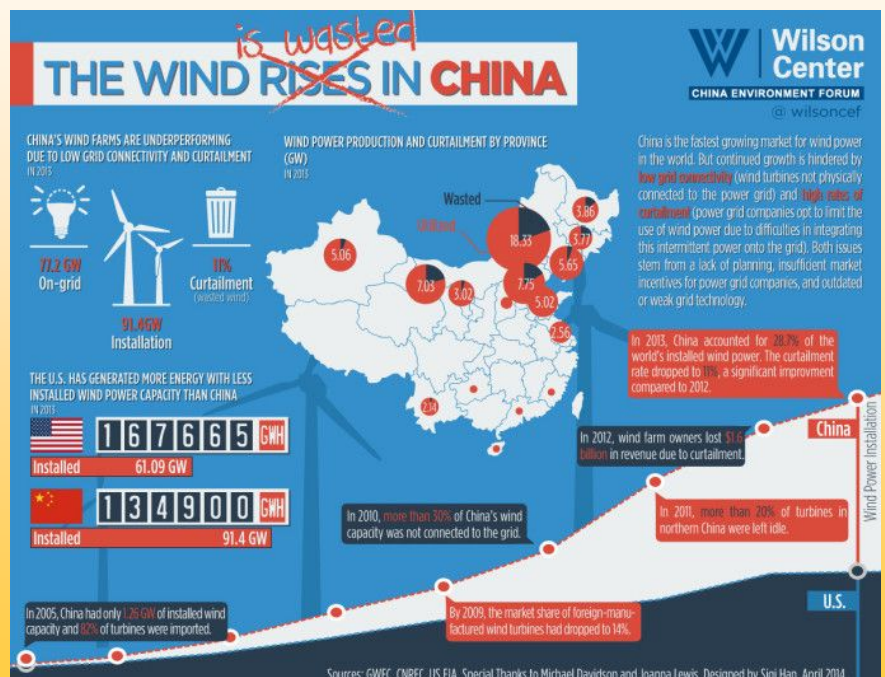 is wasted
THE WIND RISES IN CHINA
Wilson
Center
CHINA ENVIRONMENT FORUM
@ wilsoncef
CHINA'S WIND FARMS ARE UNDERPERFORMING
DUE TO LOW GRID CONNECTIVITY AND CURTAILMENT
IN 2013
77.2 GW
On-grid
11%
Curtailment
(wasted wind)
91.4GW
Installation
WIND POWER PRODUCTION AND CURTAILMENT BY PROVINCE
(GW)
IN 2013
Wasted
Utilized
18.33
3.86
3.77
5.65
5.06
7.03
3.02
7.75
5.02
2.56
2.14
China is the fastest growing market for wind power
in the world. But continued growth is hindered by
low grid connectivity (wind turbines not physically
connected to the power grid) and high rates of
curtailment (power grid companies opt to limit the
use of wind power due to difficulties in integrating
this intermittent power onto the grid). Both issues
stem from a lack of planning, insufficient market
incentives for power grid companies, and outdated
or weak grid technology.
THE U.S. HAS GENERATED MORE ENERGY WITH LESS
INSTALLED WIND POWER CAPACITY THAN CHINA
IN 2013
167665 GWH
Installed 61.09 GW
134900 GWH
Installed 91.4 GW
In 2013, China accounted for 28.7% of the
world's installed wind power. The curtailment
rate dropped to 11%, a significant improvment
compared to 2012.
China
Wind Power Installation
In 2012, wind farm owners lost $1.6
billion in revenue due to curtailment.
In 2011, more than 20% of turbines in
northern China were left idle.
In 2010, more than 30% of China's wind
capacity was not connected to the grid.
By 2009, the market share of foreign-manu-
factured wind turbines had dropped to 14%.
In 2005, China had only 1.26 GW of installed wind
capacity and 82% of turbines were imported.
U.S.
Sources: GWEC, CNREC, US EIA, Special Thanks to Michael Davidson and Joanna Lewis. Designed by Siqi Han, April 2014